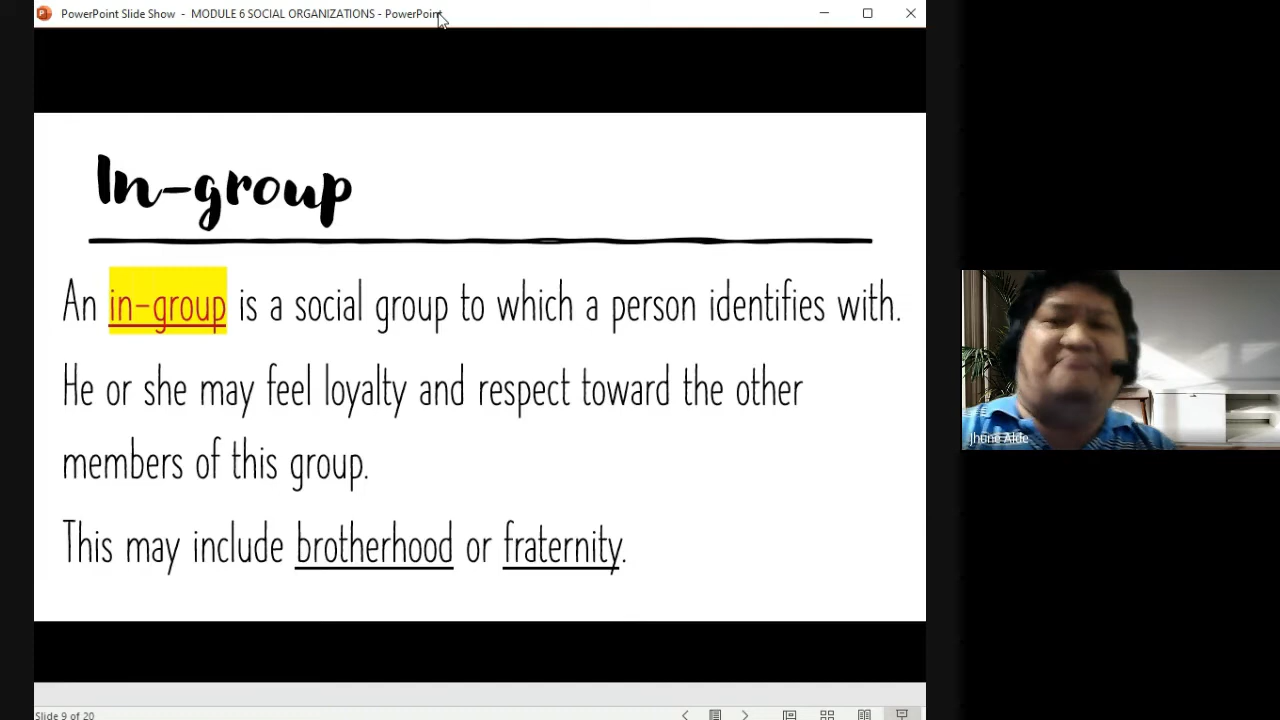 PowerPoint Slide Show - MODULE 6 SOCIAL ORGANIZATIONS - PowerPoint
In-group
An in-group is a social group to which a person identifies with.
He or she may feel loyalty and respect toward the other
members of this group.
This may include brotherhood or fraternity.
Jhune Alde
Slide 9 of 20